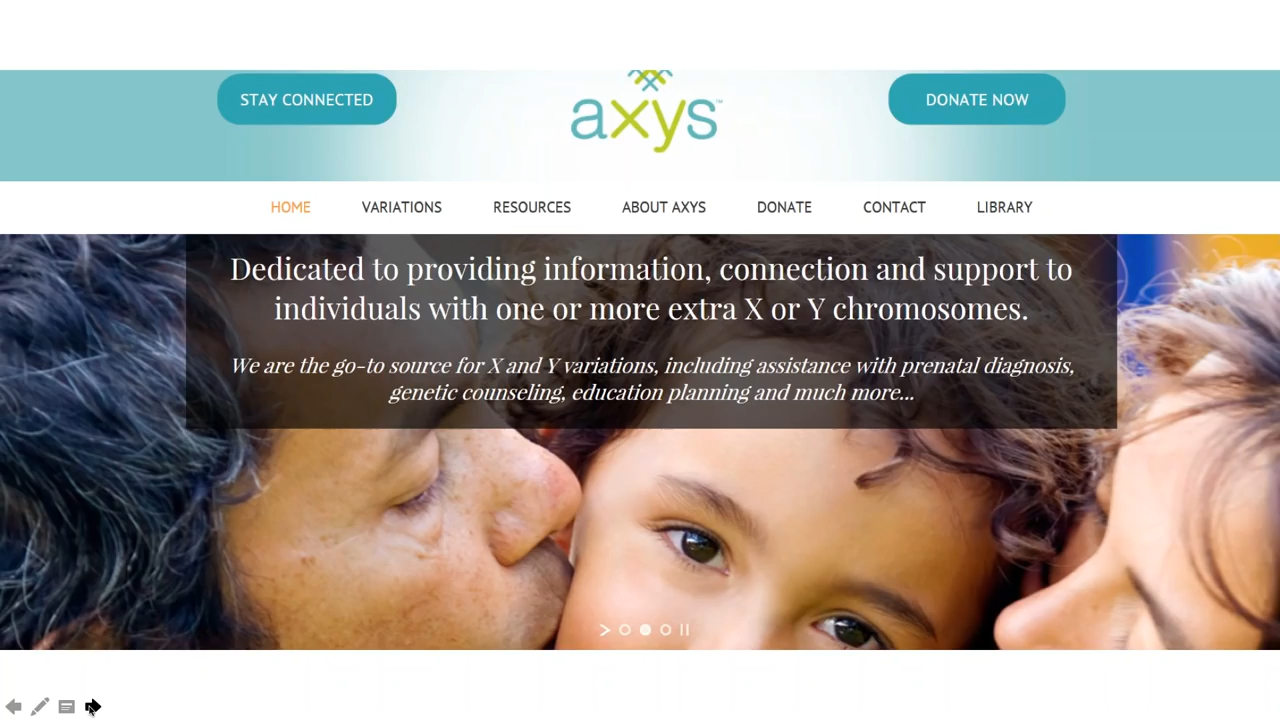 STAY CONNECTED
axys™
DONATE NOW
HOME VARIATIONS RESOURCES ABOUT AXYS DONATE CONTACT LIBRARY
Dedicated to providing information, connection and support to
individuals with one or more extra X or Y chromosomes.
We are the go-to source for X and Y variations, including assistance with prenatal diagnosis,
genetic counseling, education planning and much more...